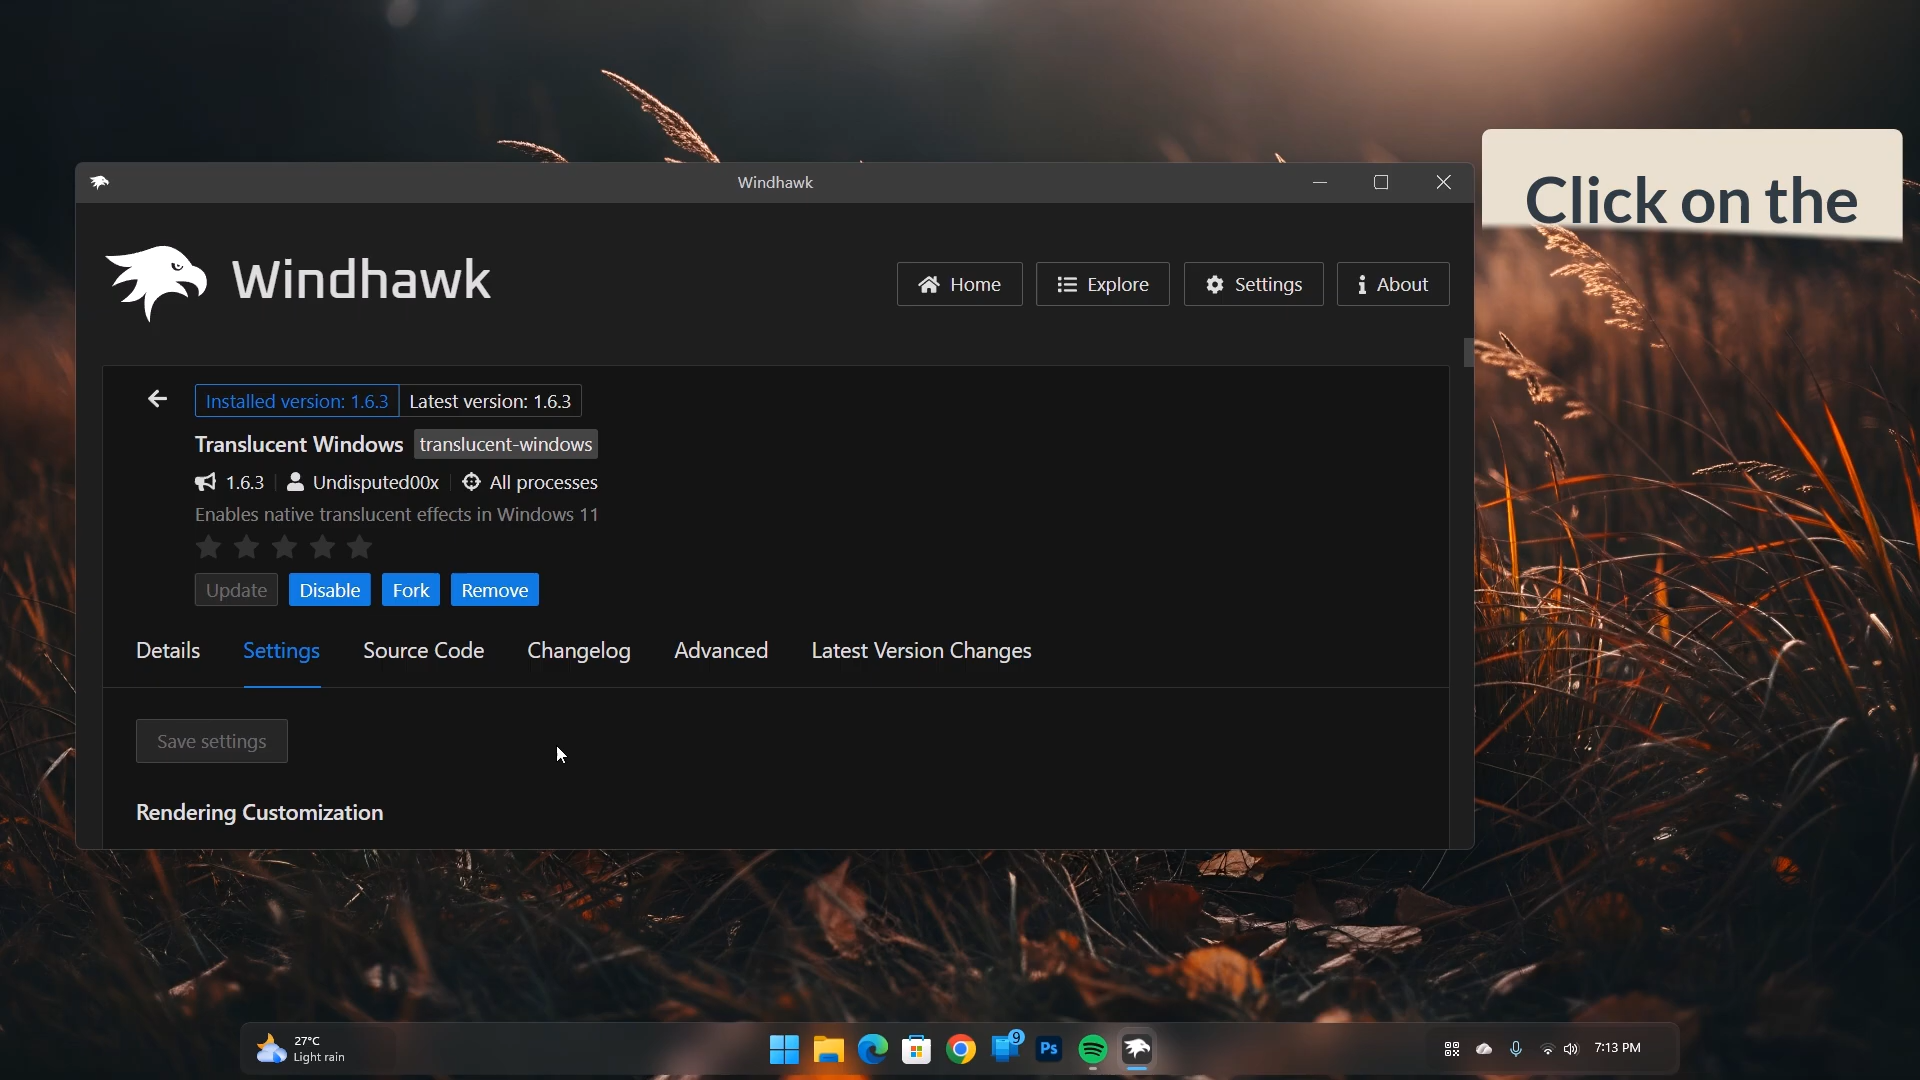 Click on the
Windhawk
Windhawk
Home
Explore
Settings
About
Installed version: 1.6.3
Latest version: 1.6.3
Translucent Windows
translucent-windows
1.6.3
Undisputed00x
All processes
Enables native translucent effects in Windows 11
Update
Disable
Fork
Remove
Details
Settings
Source Code
Changelog
Advanced
Latest Version Changes
Save settings
Rendering Customization
27°C
Light rain
9
Ps
7:13 PM